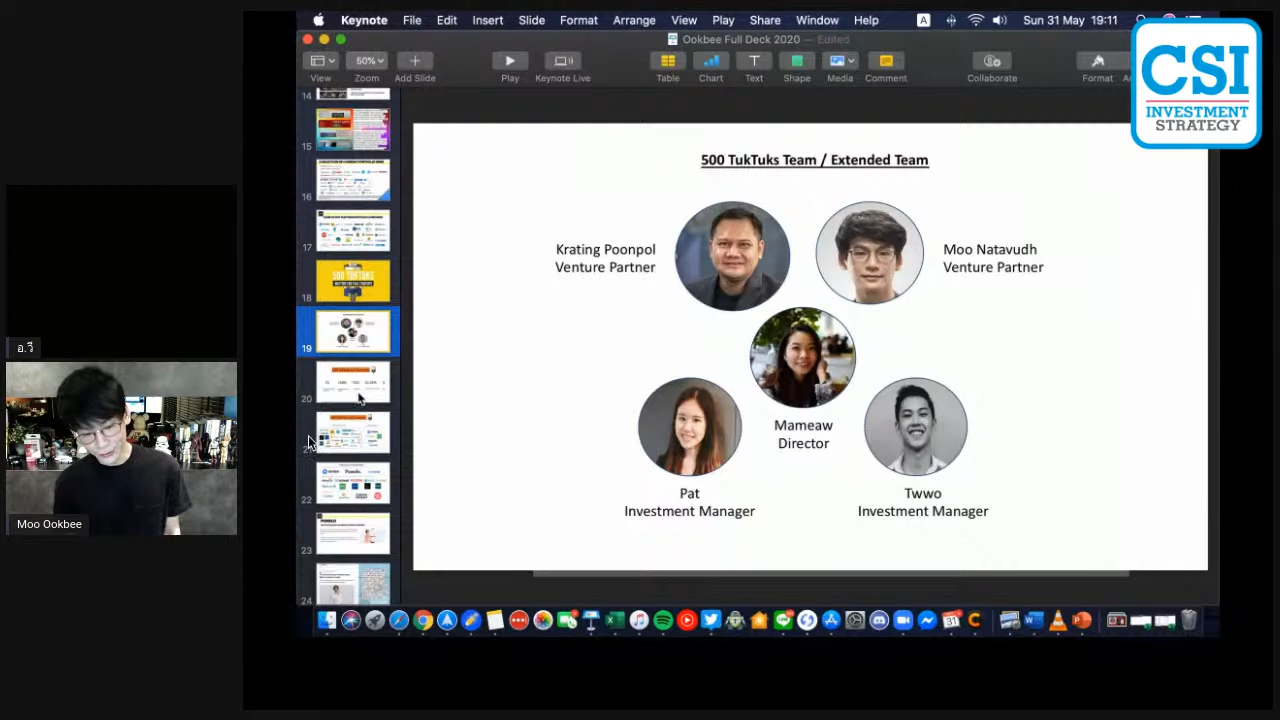 Keynote File Edit Insert Slide Format Arrange View Play Share Window Help
A
Sun 31 May 19:11
Ookbee Full Deck 2020 — Edited
50%
View Zoom Add Slide
Play Keynote Live
Table Chart Text Shape Media Comment
Collaborate
Format
CSI
INVESTMENT
STRATEGY
14
15
16
17
18
500 TUKTUKS
19
20
22
23
24
500 TukTuks Team / Extended Team
Krating Poonpol
Venture Partner
Moo Natavudh
Venture Partner
Mameaw
Director
Pat
Investment Manager
Twwo
Investment Manager
อ.วี
Moo Ookbee
31